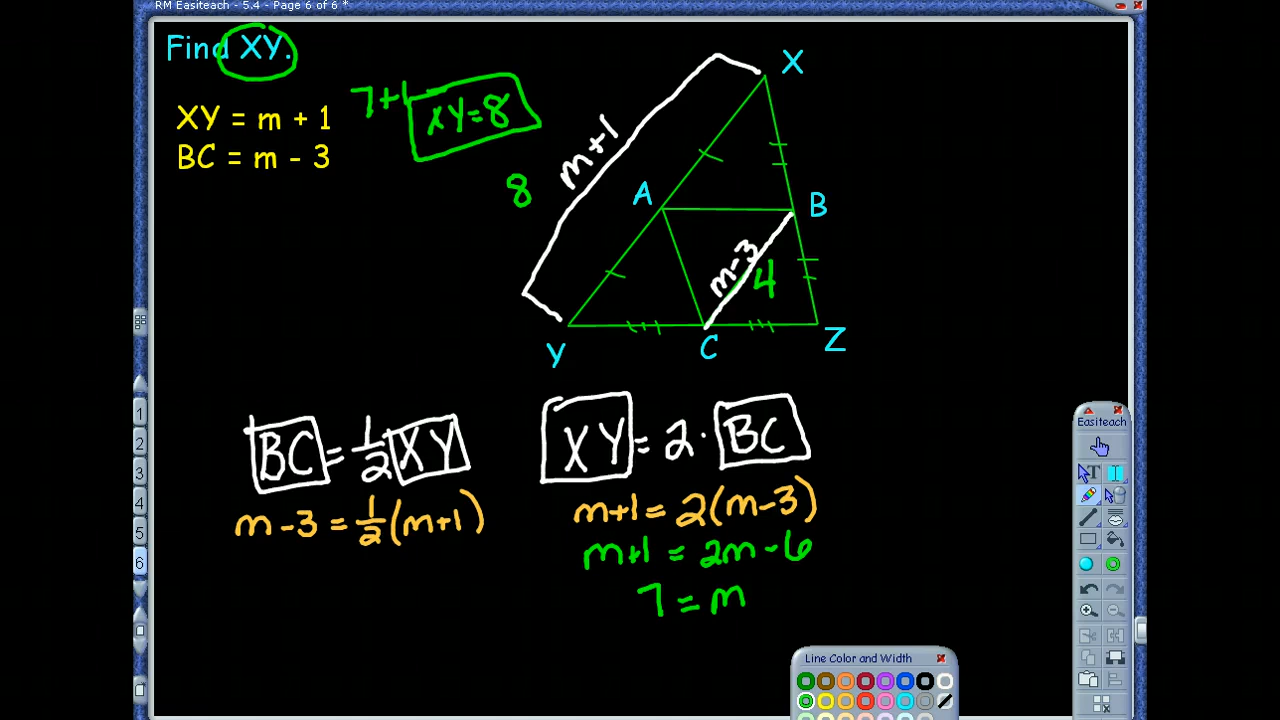 RM Easiteach - 5.4 - Page 6 of 6 *
Find XY.
XY = m + 1
BC = m - 3
7+1
XY=8
8
m+1
X
A
B
m-3
4
Y
C
Z
BC = 1/2 XY
m-3 = 1/2(m+1)
XY = 2 · BC
m+1 = 2(m-3)
m+1 = 2m-6
7 = m
Easiteach
T
1
2
3
4
5
6
Line Color and Width